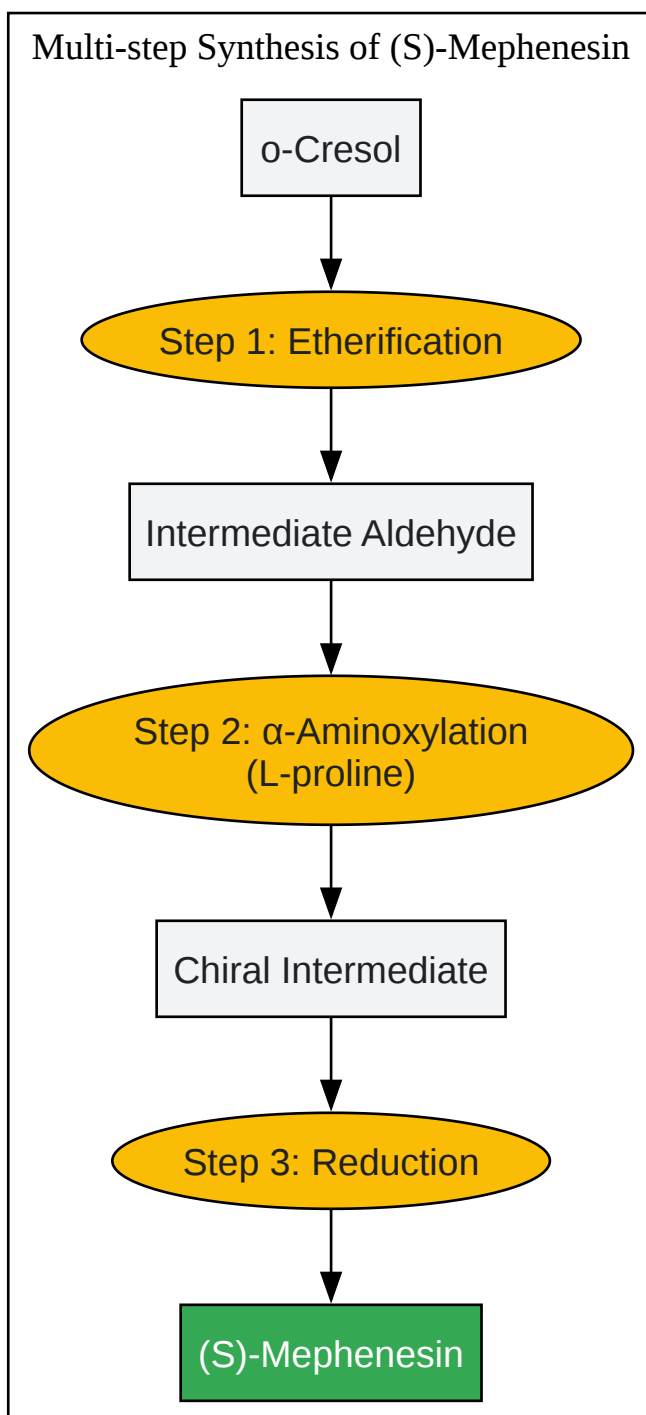 Multi-step Synthesis of (S)-Mephenesin
o-Cresol
Step 1: Etherification
Intermediate Aldehyde
Step 2: α-Aminoxylation
(L-proline)
Chiral Intermediate
Step 3: Reduction
(S)-Mephenesin